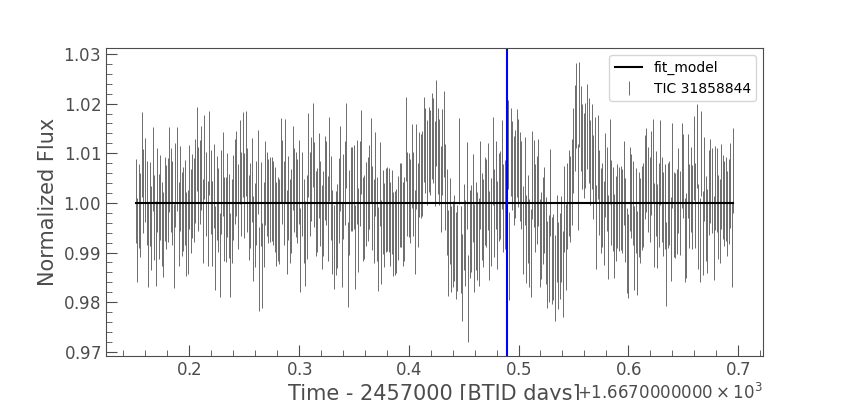 1.03
1.02
1.01
1.00
0.99
0.98
0.97
Normalized Flux
fit_model
TIC 31858844
0.2 0.3 0.4 0.5 0.6 0.7
Time - 2457000 [BTJD days]
+1.6670000000 × 10³